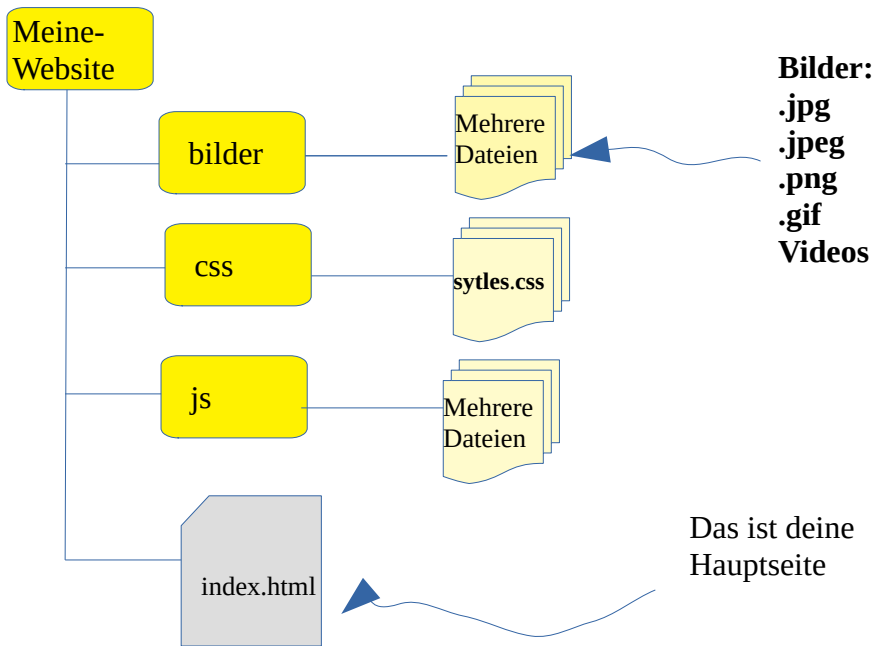 Meine-
Website
bilder
Mehrere
Dateien
Bilder:
.jpg
.jpeg
.png
.gif
Videos
css
sytles.css
js
Mehrere
Dateien
index.html
Das ist deine
Hauptseite